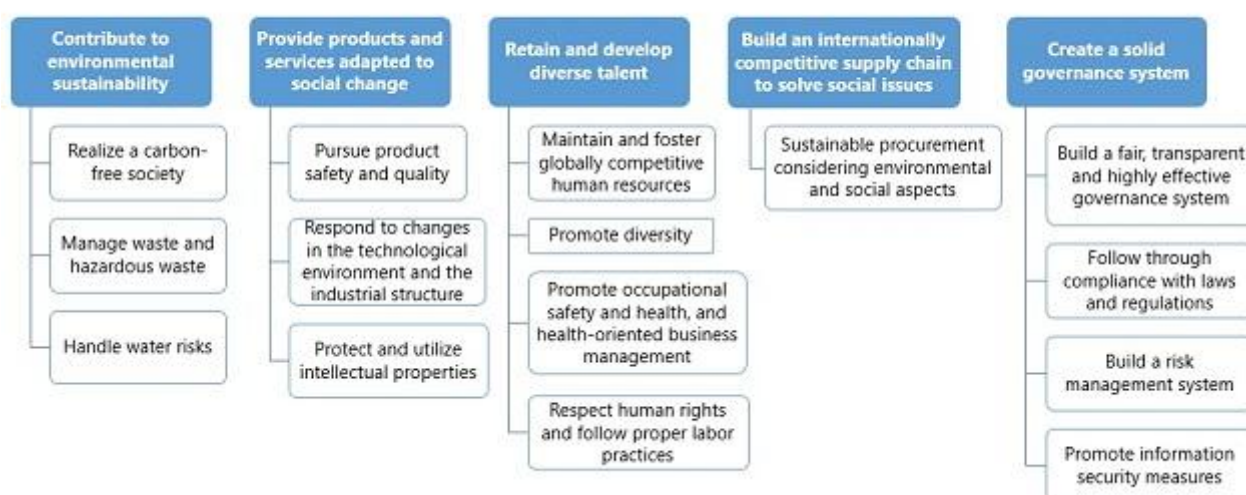 Contribute to
environmental
sustainability
Realize a carbon-
free society
Manage waste and
hazardous waste
Handle water risks
Provide products and
services adapted to
social change
Pursue product
safety and quality
Respond to changes
in the technological
environment and the
industrial structure
Protect and utilize
intellectual properties
Retain and develop
diverse talent
Maintain and foster
globally competitive
human resources
Promote diversity
Promote occupational
safety and health, and
health-oriented business
management
Respect human rights
and follow proper labor
practices
Build an internationally
competitive supply chain
to solve social issues
Sustainable procurement
considering environmental
and social aspects
Create a solid
governance system
Build a fair, transparent
and highly effective
governance system
Follow through
compliance with laws
and regulations
Build a risk
management system
Promote information
security measures